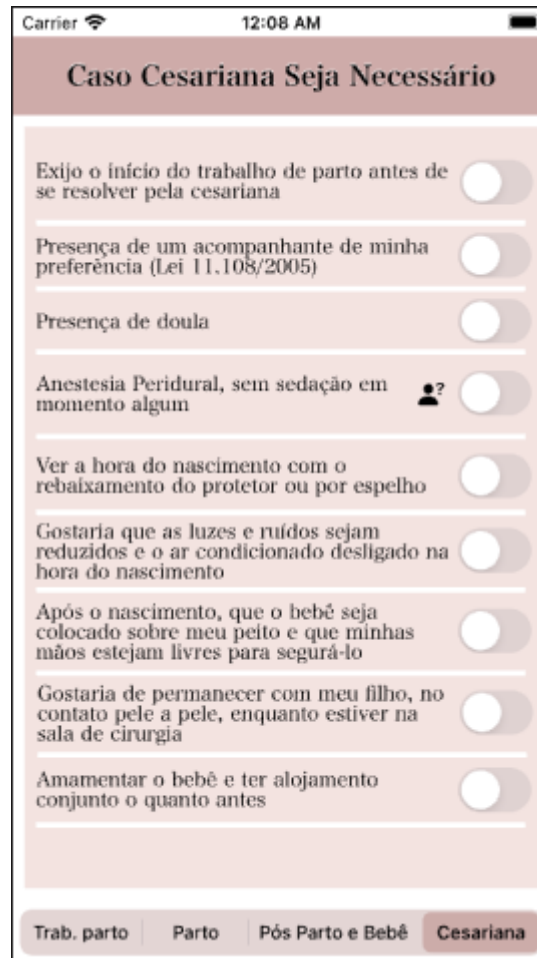 Carrier 12:08 AM
Caso Cesariana Seja Necessário
Exijo o início do trabalho de parto antes de
se resolver pela cesariana
Presença de um acompanhante de minha
preferência (Lei 11.108/2005)
Presença de doula
Anestesia Peridural, sem sedação em
momento algum
?
Ver a hora do nascimento com o
rebaixamento do protetor ou por espelho
Gostaria que as luzes e ruídos sejam
reduzidos e o ar condicionado desligado na
hora do nascimento
Após o nascimento, que o bebê seja
colocado sobre meu peito e que minhas
mãos estejam livres para segurá-lo
Gostaria de permanecer com meu filho, no
contato pele a pele, enquanto estiver na
sala de cirurgia
Amamentar o bebê e ter alojamento
conjunto o quanto antes
Trab. parto Parto Pós Parto e Bebê Cesariana